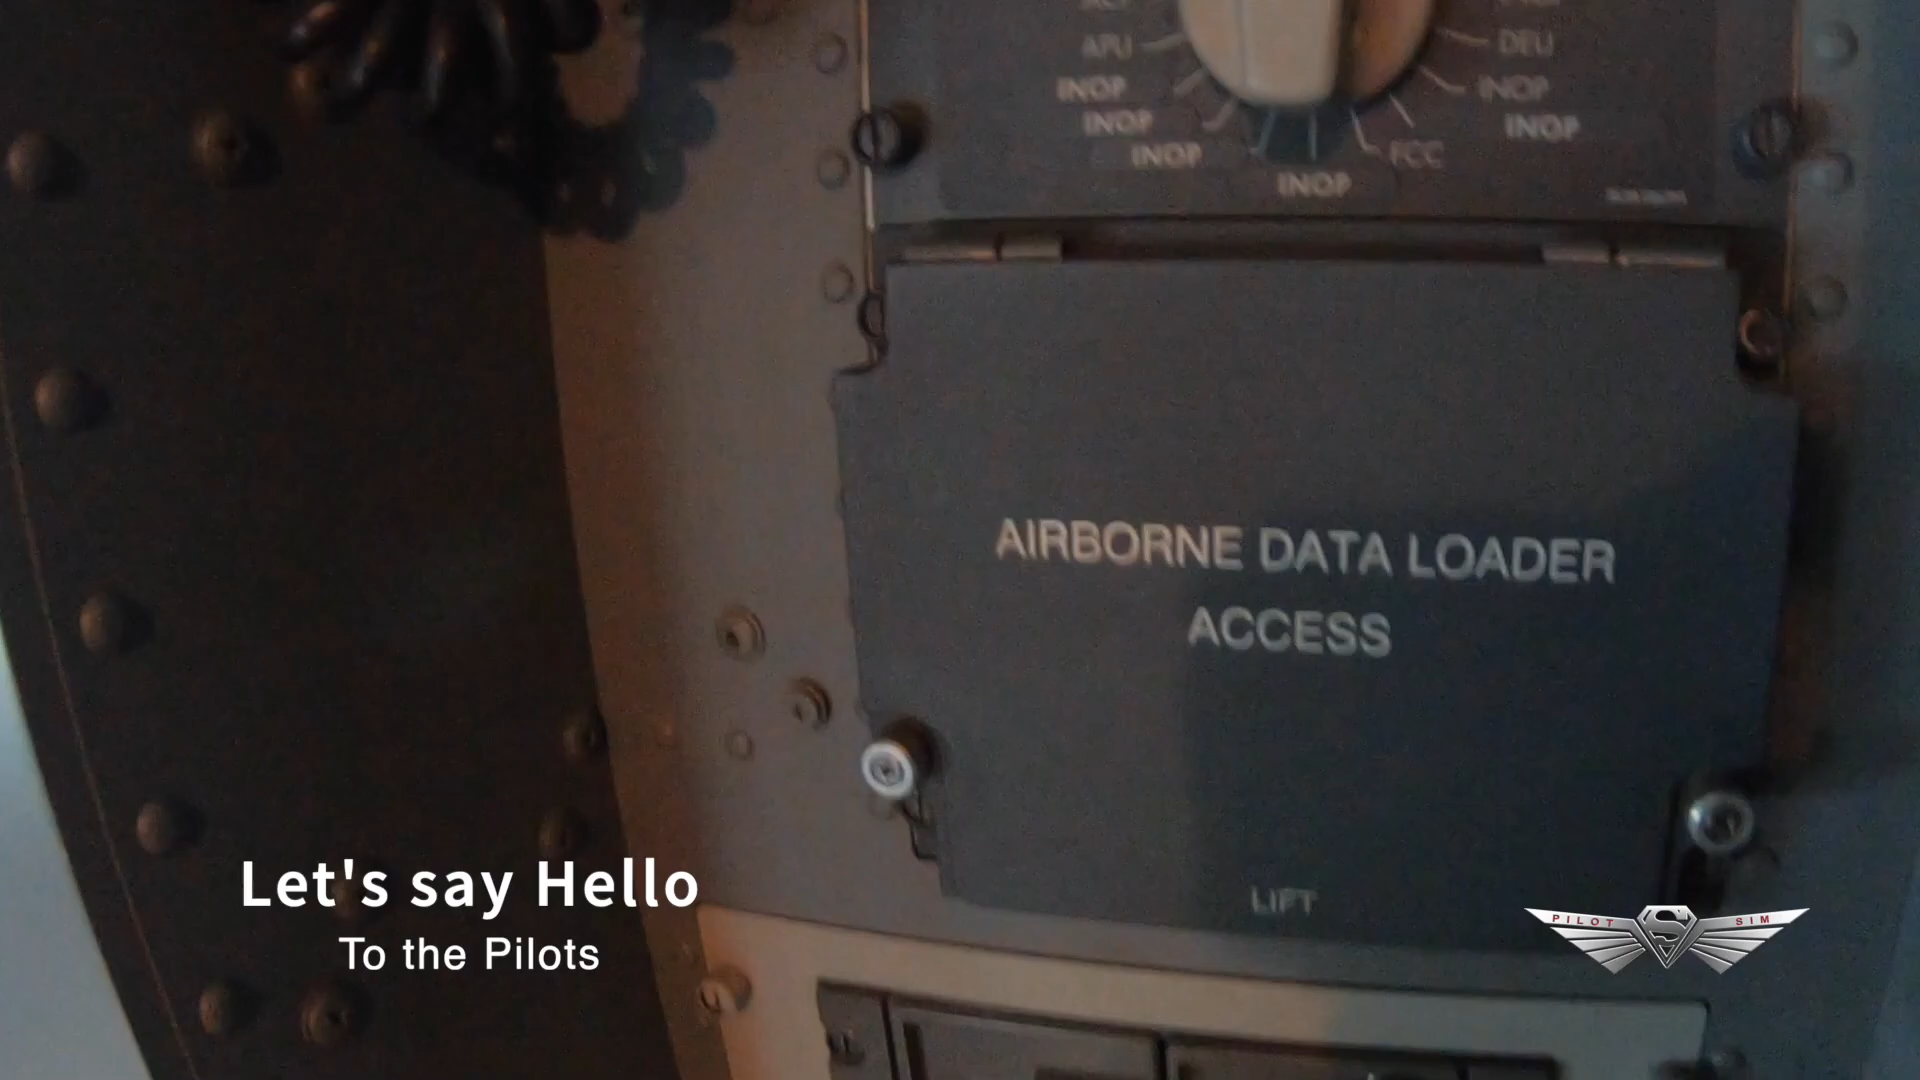 APU
DEU
INOP
INOP
INOP
INOP
INOP
FCC
INOP
AIRBORNE DATA LOADER
ACCESS
LIFT
Let's say Hello
To the Pilots
PILOT S SIM